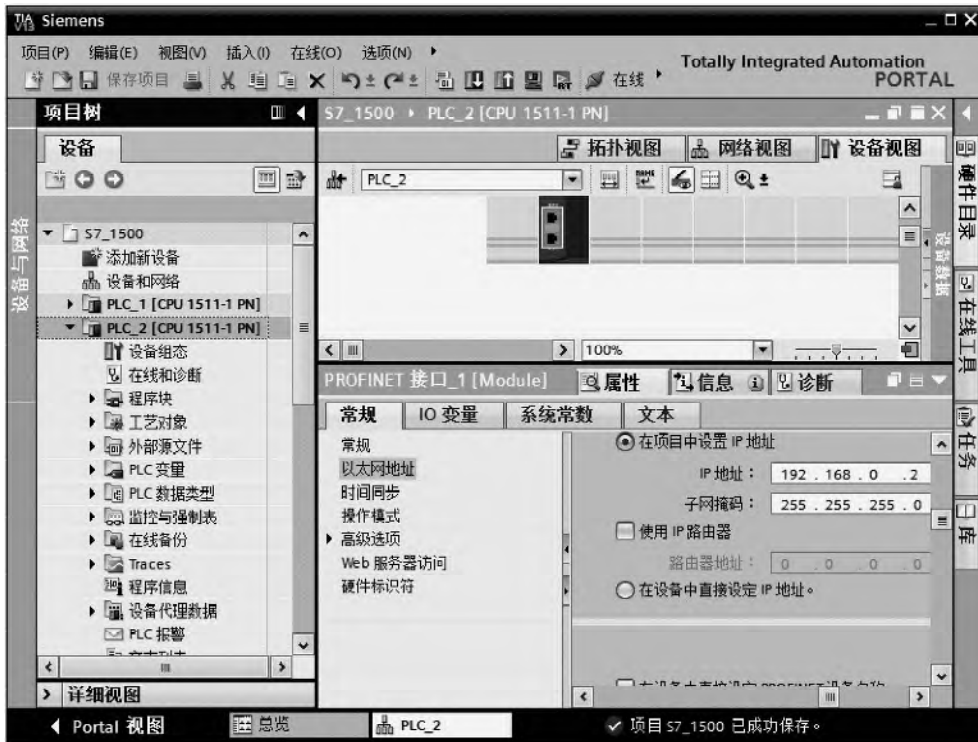 TIA V13 Siemens
项目(P) 编辑(E) 视图(V) 插入(I) 在线(O) 选项(N)
Totally Integrated Automation
PORTAL
保存项目
在线
项目树
S7_1500 PLC_2 [CPU 1511-1 PN]
设备
拓扑视图 网络视图 设备视图
PLC_2
设备与网络
S7_1500
添加新设备
设备和网络
PLC_1 [CPU 1511-1 PN]
PLC_2 [CPU 1511-1 PN]
设备组态
在线和诊断
程序块
工艺对象
外部源文件
PLC 变量
PLC 数据类型
监控与强制表
在线备份
Traces
程序信息
设备代理数据
PLC 报警
详细视图
设备数据
100%
PROFINET 接口_1 [Module]
属性 信息 诊断
常规 IO 变量 系统常数 文本
常规
以太网地址
时间同步
操作模式
高级选项
Web 服务器访问
硬件标识符
在项目中设置 IP 地址
IP 地址: 192 . 168 . 0 . 2
子网掩码: 255 . 255 . 255 . 0
使用 IP 路由器
路由器地址: 0 . 0 . 0 . 0
在设备中直接设定 IP 地址。
硬件目录
在线工具
任务
库
Portal 视图
总览
PLC_2
项目 S7_1500 已成功保存。